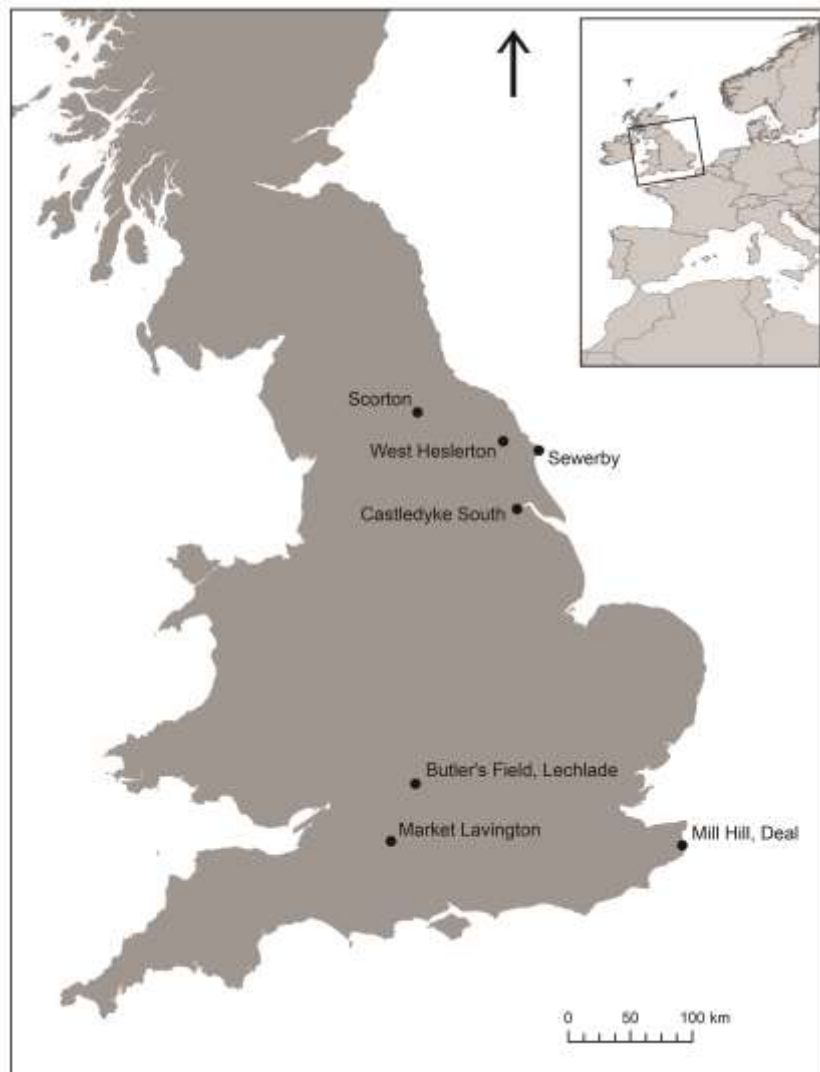 Scorton
West Heslerton
Sewerby
Castledyke South
Butler's Field, Lechlade
Market Lavington
Mill Hill, Deal
0 50 100 km